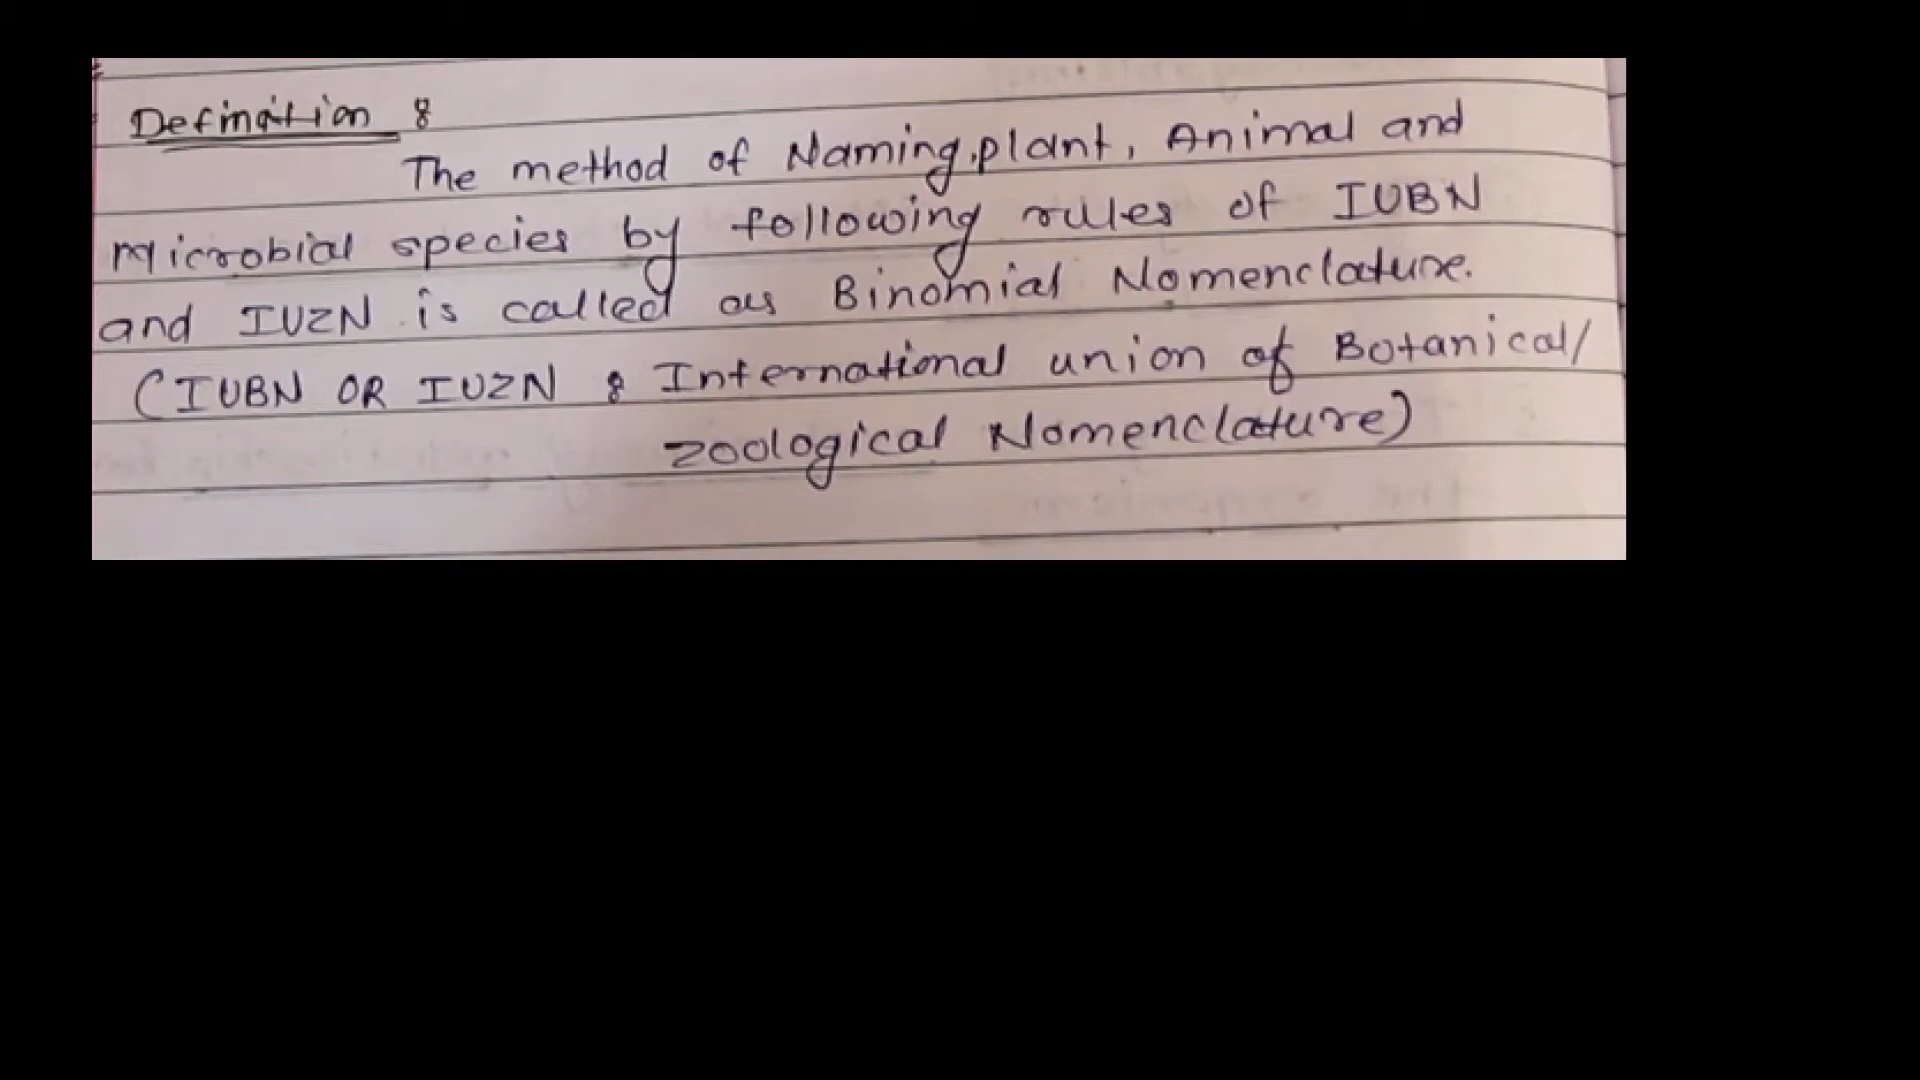 Defination :
The method of Naming, plant, Animal and
Microbial species by following rules of IUBN
and IUZN is called as Binomial Nomenclature.
(IUBN OR IUZN : International union of Botanical/
zoological Nomenclature)